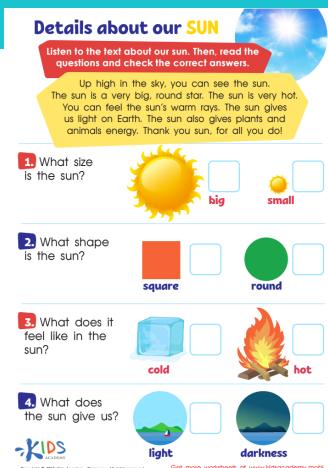 Details about our SUN
Listen to the text about our sun. Then, read the
questions and check the correct answers.
Up high in the sky, you can see the sun.
The sun is a very big, round star. The sun is very hot.
You can feel the sun's warm rays. The sun gives
us light on Earth. The sun also gives plants and
animals energy. Thank you sun, for all you do!
1. What size
is the sun?
big
small
2. What shape
is the sun?
square
round
3. What does it
feel like in the
sun?
cold
hot
4. What does
the sun give us?
light
darkness
KIDS
ACADEMY
Get more worksheets at www.kidsacademy.mobi